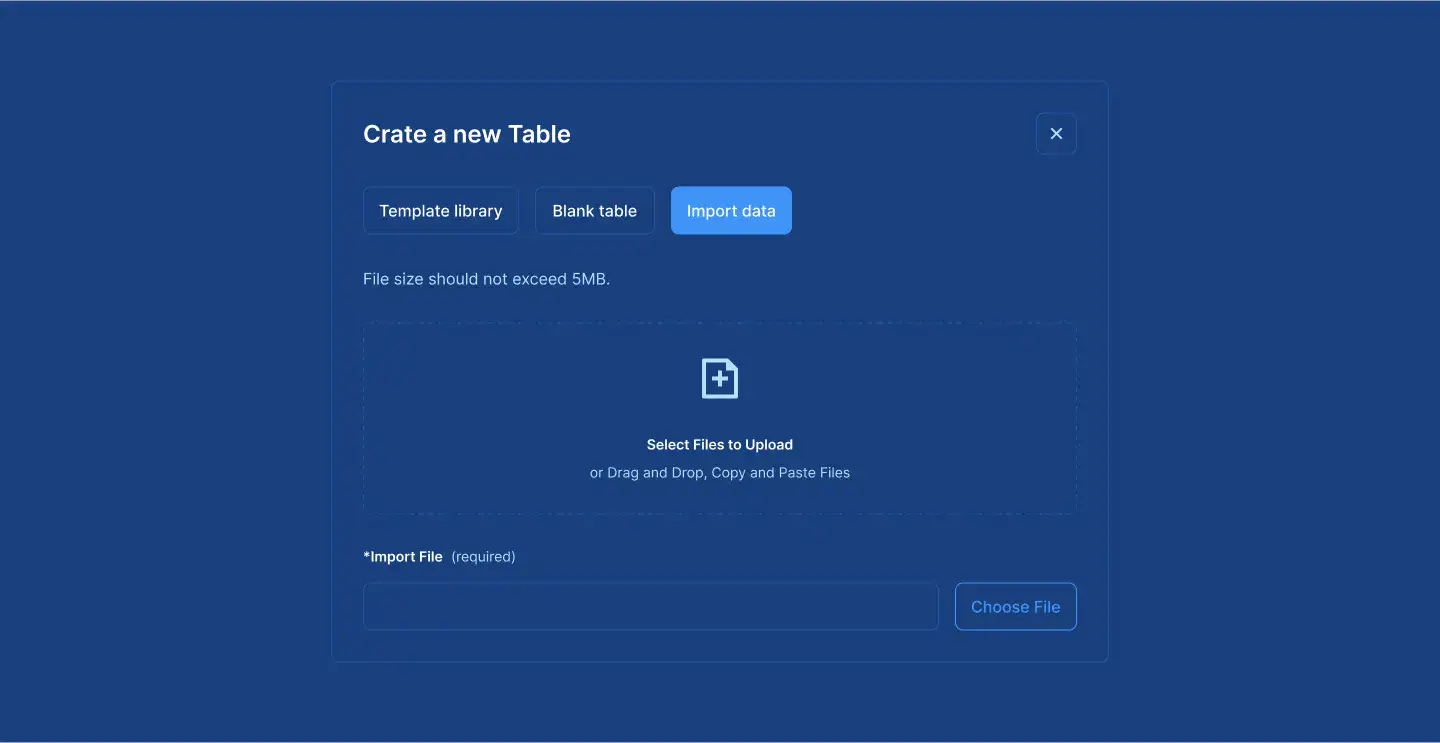 Crate a new Table
Template library
Blank table
Import data
File size should not exceed 5MB.
Select Files to Upload
or Drag and Drop, Copy and Paste Files
*Import File (required)
Choose File